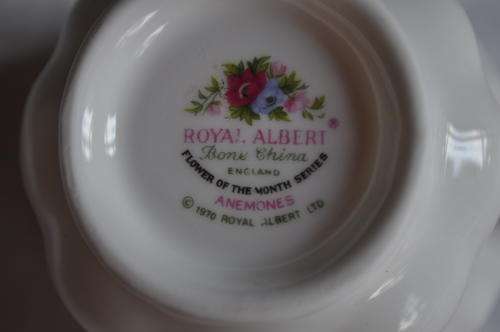 ROYAL ALBERT ®
Bone China
ENGLAND
FLOWER OF THE MONTH SERIES
ANEMONES
© 1970 ROYAL ALBERT LTD